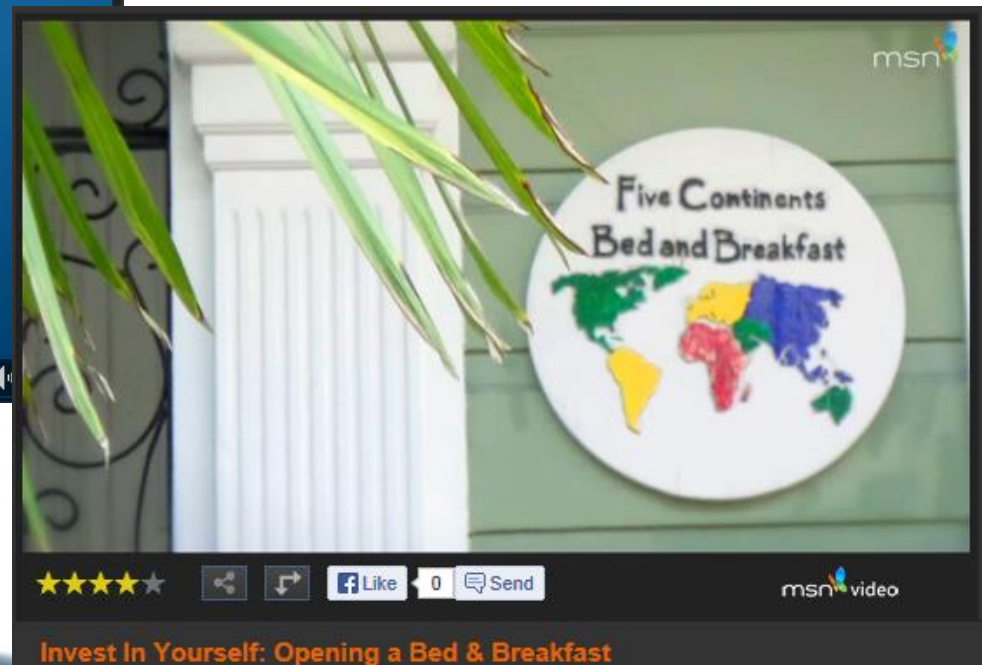 msn
Five Continents
Bed and Breakfast
Like 0 Send
msn video
Invest In Yourself: Opening a Bed & Breakfast